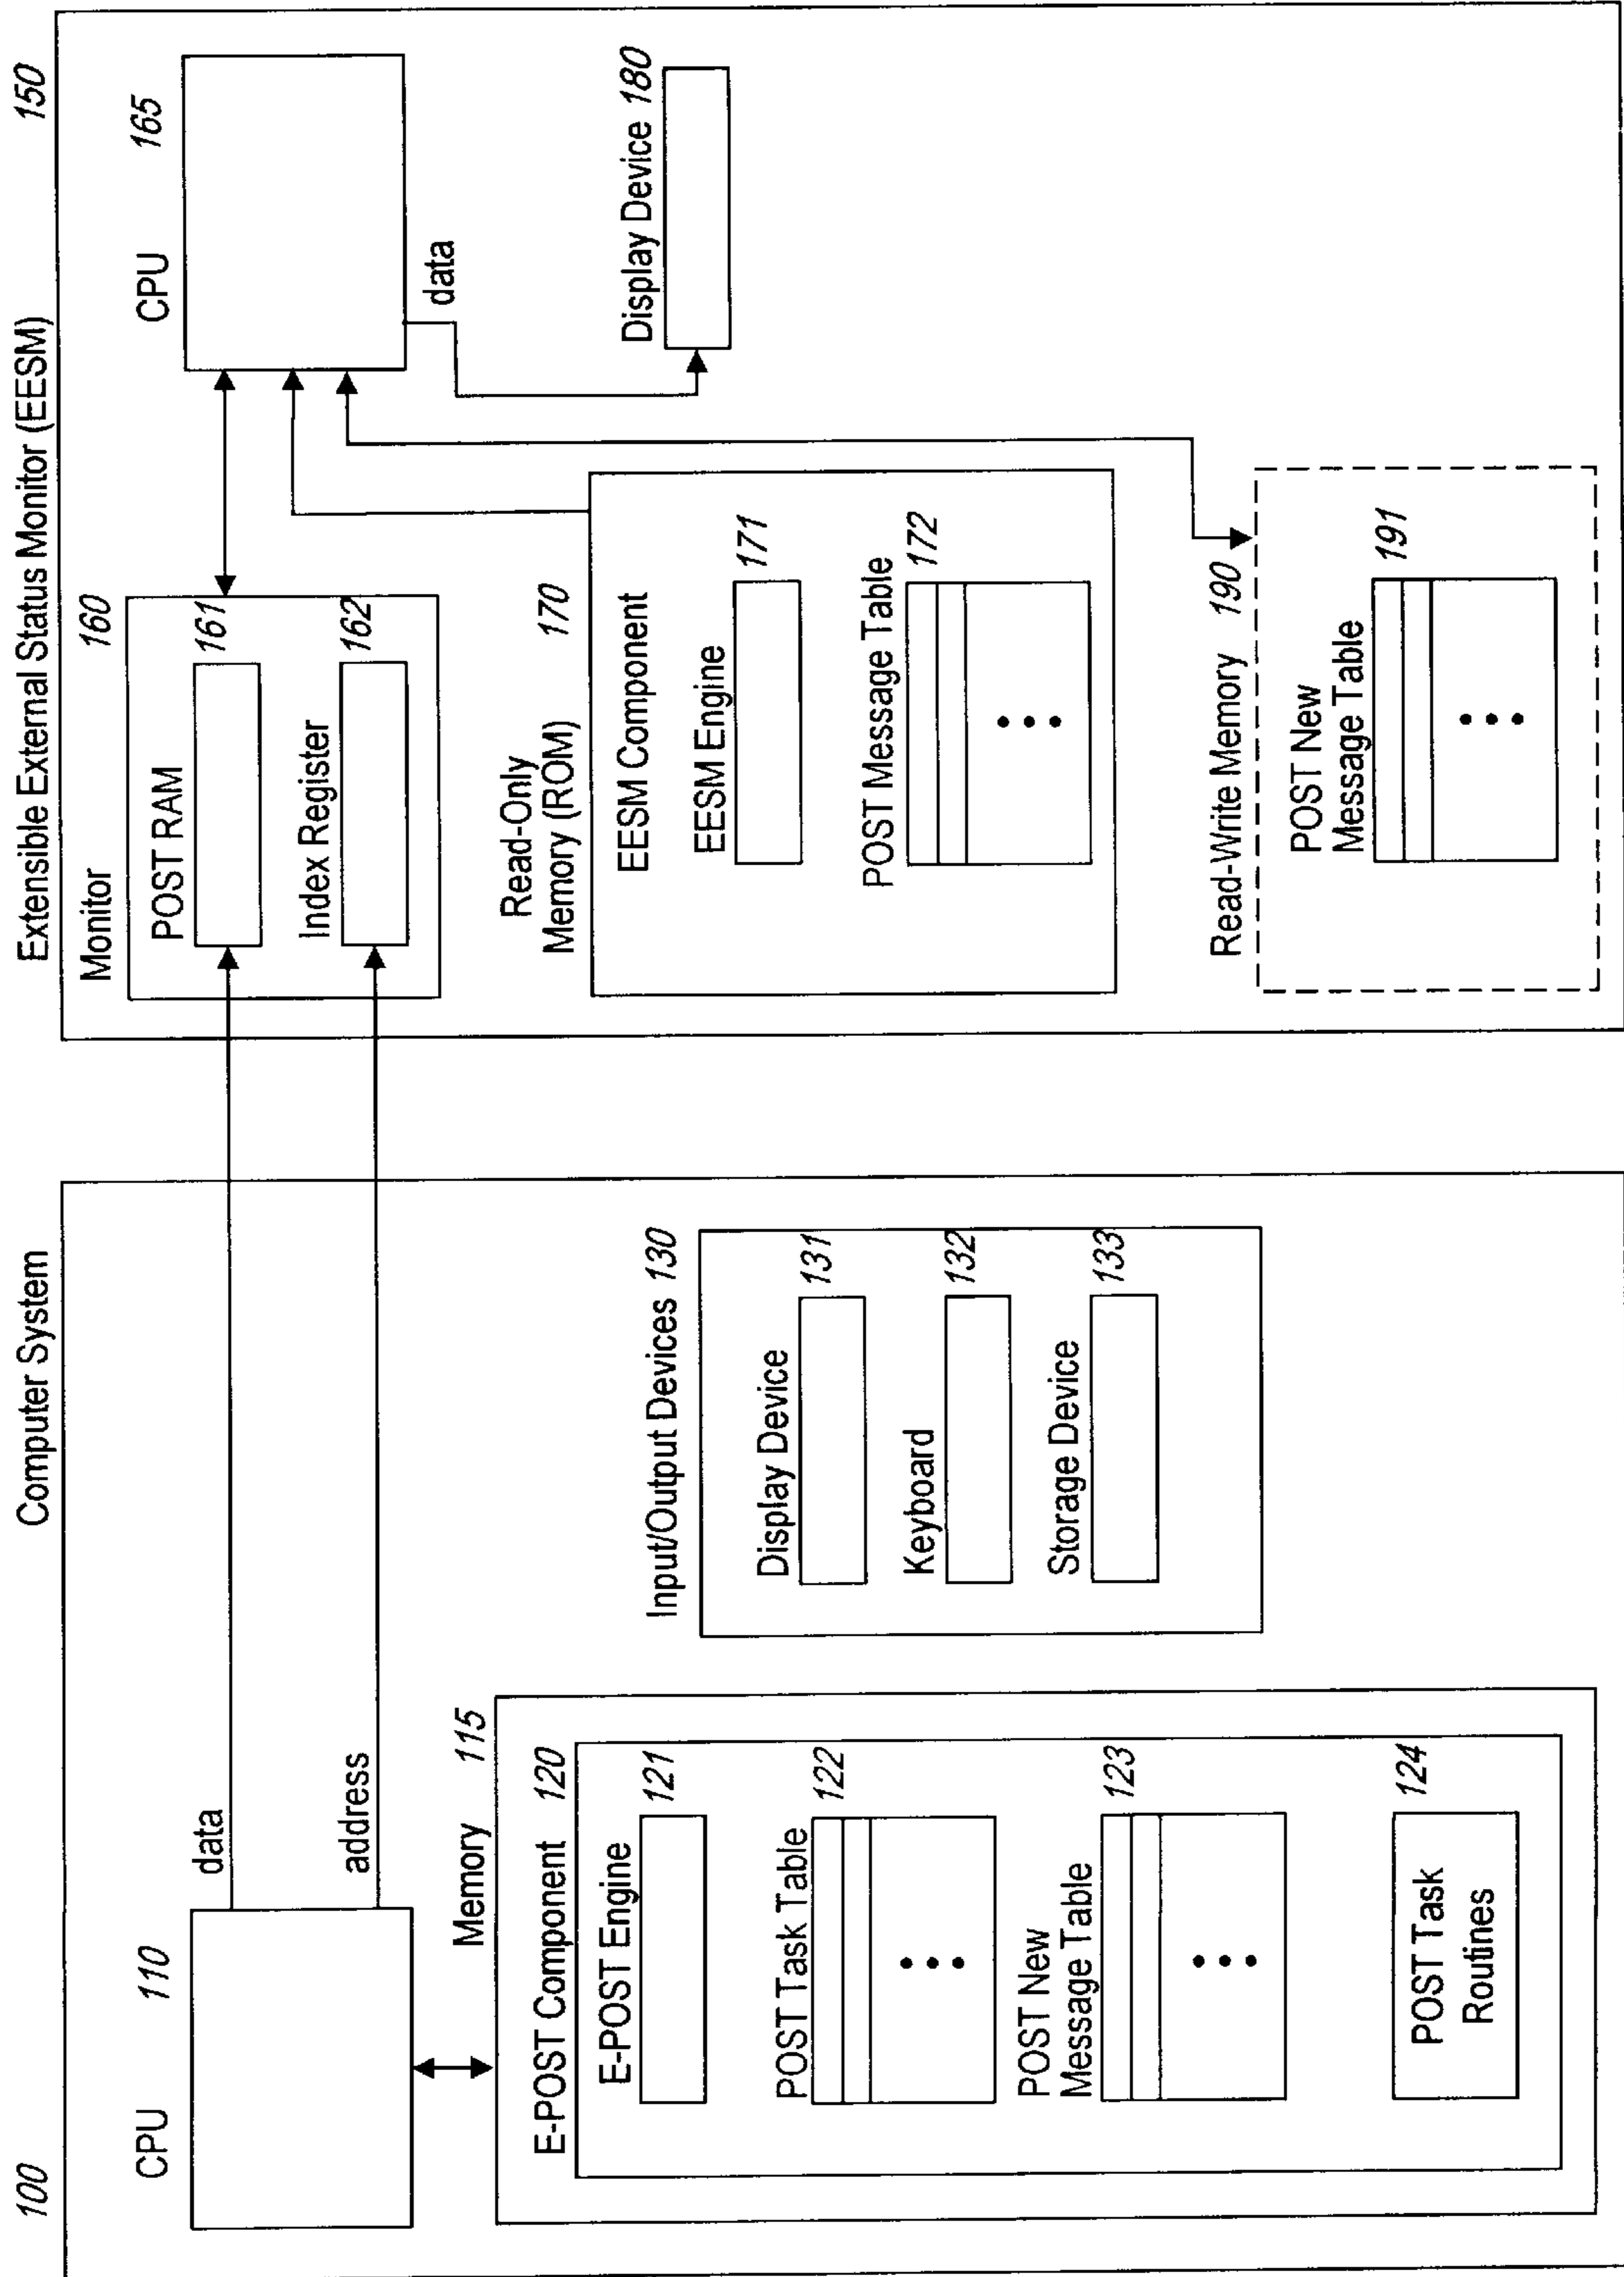 Computer System
100
CPU 110
data
address
Memory 115
E-POST Component 120
E-POST Engine 121
POST Task Table 122
POST New
Message Table 123
POST Task
Routines
124
Input/Output Devices 130
Display Device 131
Keyboard 132
Storage Device 133
Extensible External Status Monitor (EESM)
150
Monitor 160
POST RAM 161
Index Register 162
CPU 165
data
Display Device 180
Read-Only
Memory (ROM) 170
EESM Component
EESM Engine 171
POST Message Table 172
Read-Write Memory 190
POST New
Message Table 191